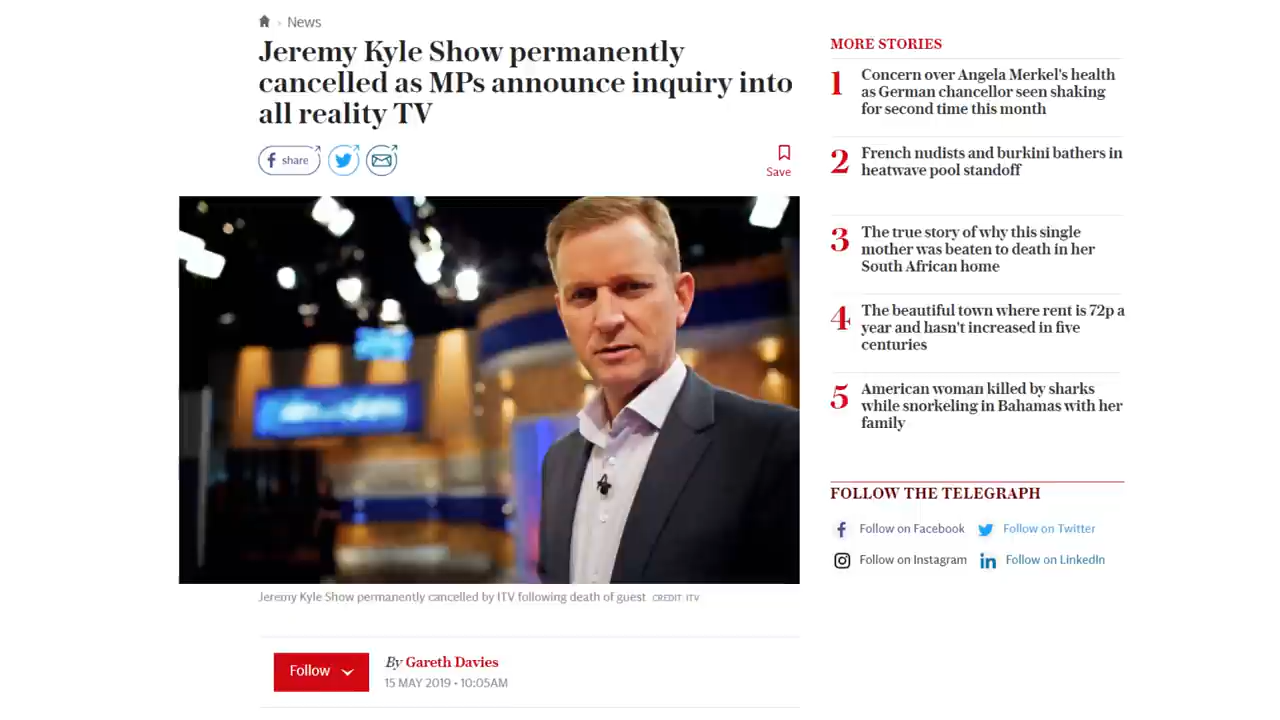 News
Jeremy Kyle Show permanently
cancelled as MPs announce inquiry into
all reality TV
share
Save
Jeremy Kyle Show permanently cancelled by ITV following death of guest CREDIT: ITV
Follow
By Gareth Davies
15 MAY 2019 • 10:05AM
MORE STORIES
1
Concern over Angela Merkel's health
as German chancellor seen shaking
for second time this month
2
French nudists and burkini bathers in
heatwave pool standoff
3
The true story of why this single
mother was beaten to death in her
South African home
4
The beautiful town where rent is 72p a
year and hasn't increased in five
centuries
5
American woman killed by sharks
while snorkeling in Bahamas with her
family
FOLLOW THE TELEGRAPH
Follow on Facebook
Follow on Twitter
Follow on Instagram
Follow on LinkedIn